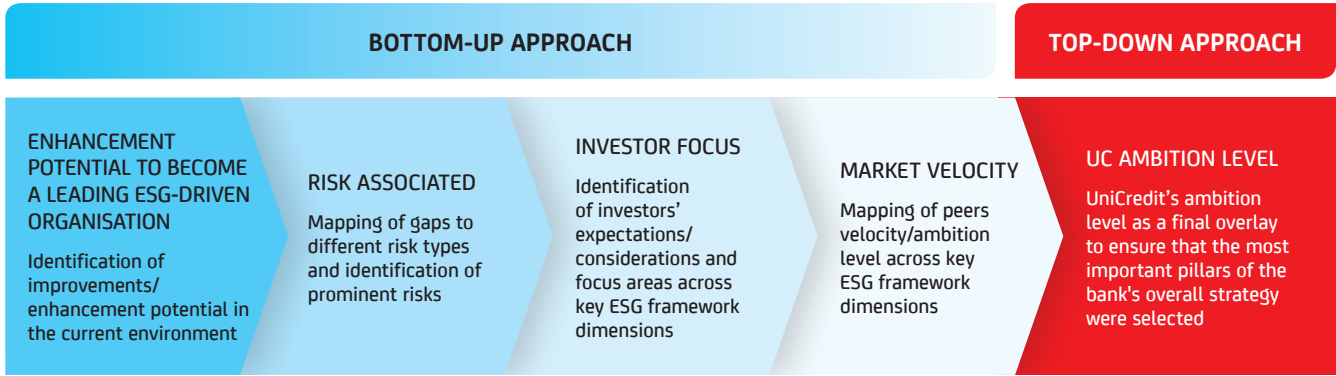 BOTTOM-UP APPROACH
TOP-DOWN APPROACH
ENHANCEMENT
POTENTIAL TO BECOME
A LEADING ESG-DRIVEN
ORGANISATION
Identification of
improvements/
enhancement potential in
the current environment
RISK ASSOCIATED
Mapping of gaps to
different risk types
and identification of
prominent risks
INVESTOR FOCUS
Identification
of investors’
expectations/
considerations and
focus areas across
key ESG framework
dimensions
MARKET VELOCITY
Mapping of peers
velocity/ambition
level across key
ESG framework
dimensions
UC AMBITION LEVEL
UniCredit’s ambition
level as a final overlay
to ensure that the most
important pillars of the
bank's overall strategy
were selected